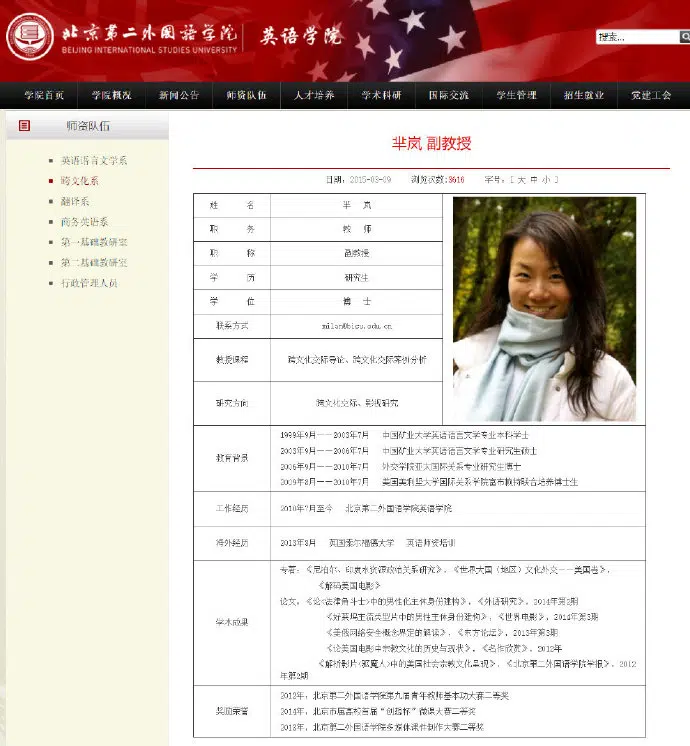 北京第二外国语学院
BEIJING INTERNATIONAL STUDIES UNIVERSITY
英语学院
搜索...
学院首页 学院概况 新闻公告 师资队伍 人才培养 学术科研 国际交流 学生管理 招生就业 党建工会
师资队伍
英语语言文学系
跨文化系
翻译系
商务英语系
第一基础教研室
第二基础教研室
行政管理人员
芈岚 副教授
日期：2015-03-09 浏览次数:3616 字号：[ 大 中 小 ]
姓 名 芈 岚
职 务 教 师
职 称 副教授
学 历 研究生
学 位 博 士
联系方式 milan@bisu.edu.cn
教授课程 跨文化交际导论、跨文化交际案例分析
研究方向 跨文化交际、影视研究
教育背景
1999年9月——2003年7月 中国矿业大学英语语言文学专业本科学士
2003年9月——2006年7月 中国矿业大学英语语言文学专业研究生硕士
2006年9月——2010年7月 外交学院亚太国际关系专业研究生博士
2009年8月——2010年7月 美国美利坚大学国际关系学院富布赖特联合培养博士生
工作经历 2010年7月至今 北京第二外国语学院英语学院
海外经历 2013年8月 英国索尔福德大学 英语师资培训
学术成果
专著：《尼泊尔、印度水资源政治关系研究》，《世界大国（地区）文化外交——美国卷》，
《解码美国电影》
论文：《论<法律角斗士>中的男性化主体身份建构》，《外语研究》，2014年第2期
《好莱坞主流类型片中的男性主体身份建构》，《世界电影》，2014年第3期
《美俄网络安全概念界定的解读》，《东方论坛》，2013年第3期
《论美国电影中宗教文化的历史与现状》，《名作欣赏》，2012年
《解析影片<驱魔人>中的美国社会宗教文化呈现》，《北京第二外国语学院学报》，2012
年第2期
奖励荣誉
2012年，北京第二外国语学院第九届青年教师基本功大赛二等奖
2014年，北京市属高校首届“创想杯”微课大赛二等奖
2013年，北京第二外国语学院多媒体课件制作大赛二等奖